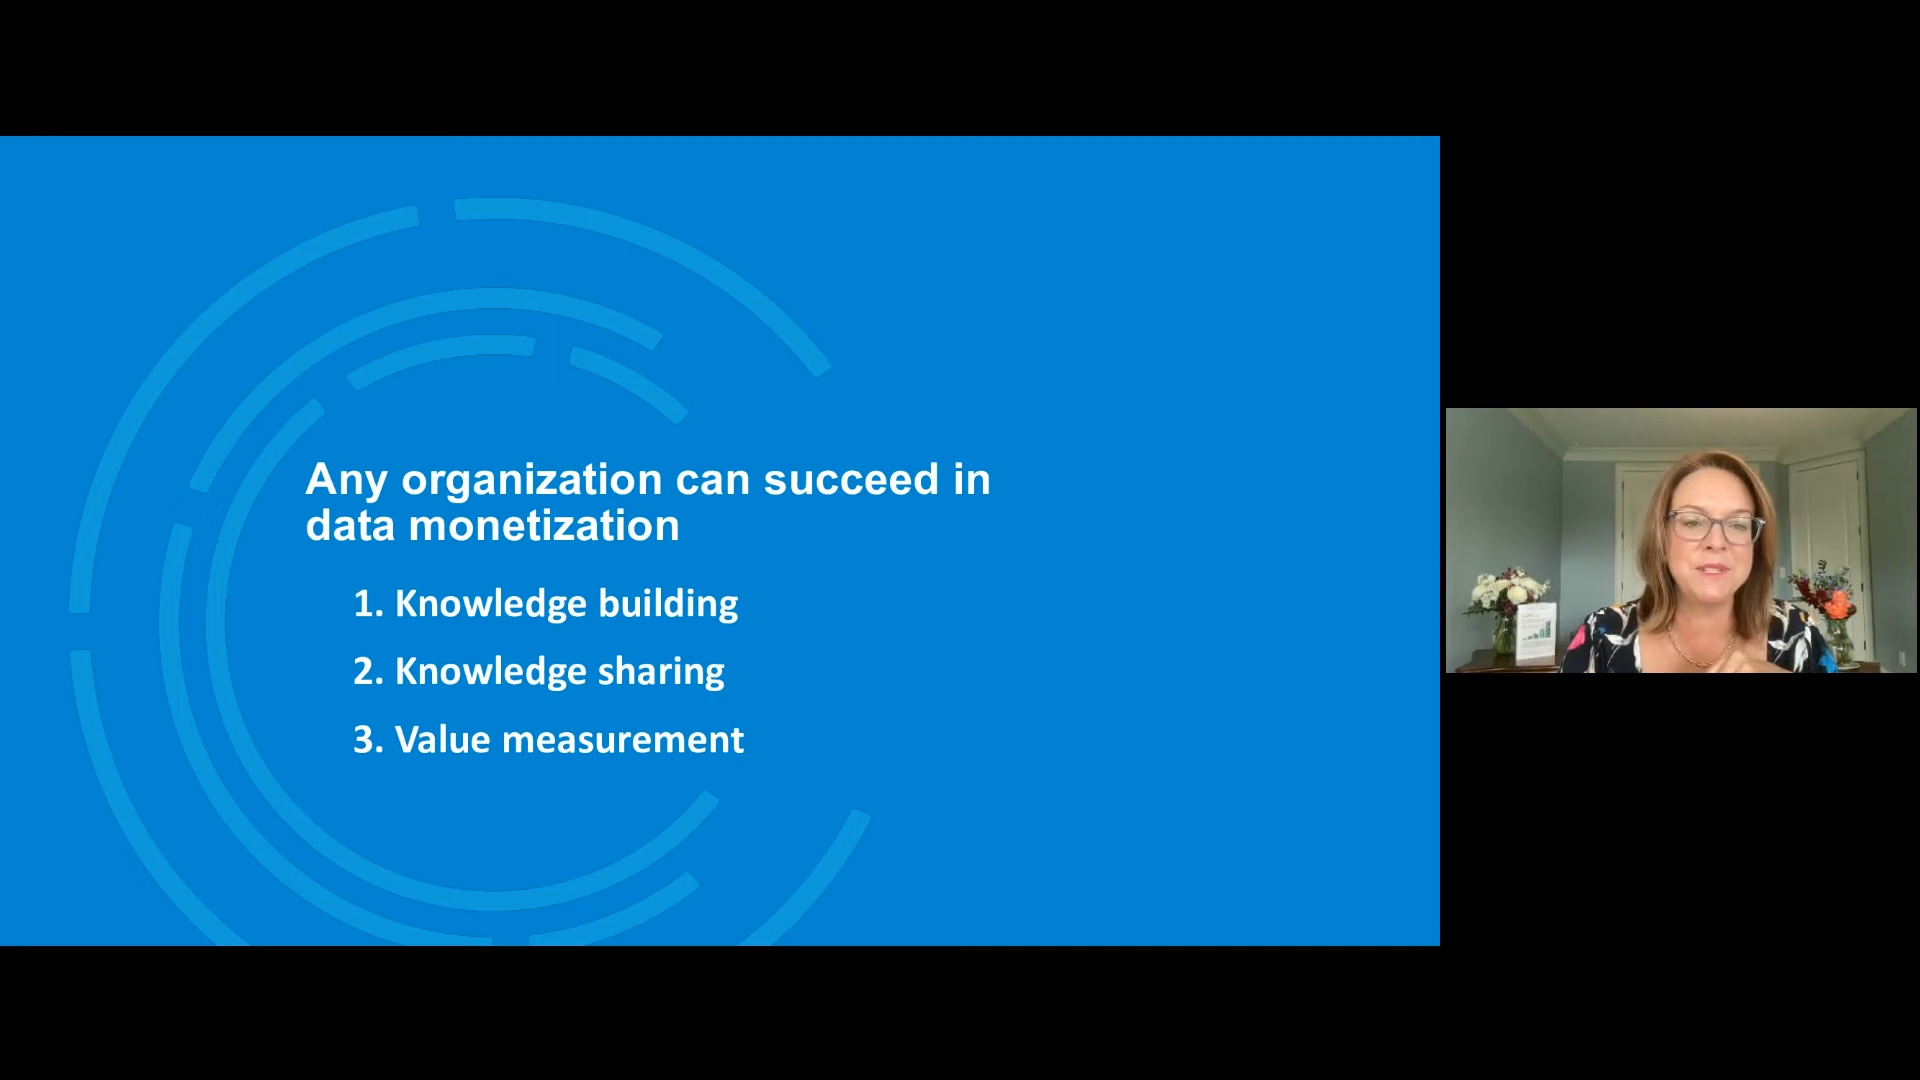 Any organization can succeed in
data monetization
1. Knowledge building
2. Knowledge sharing
3. Value measurement